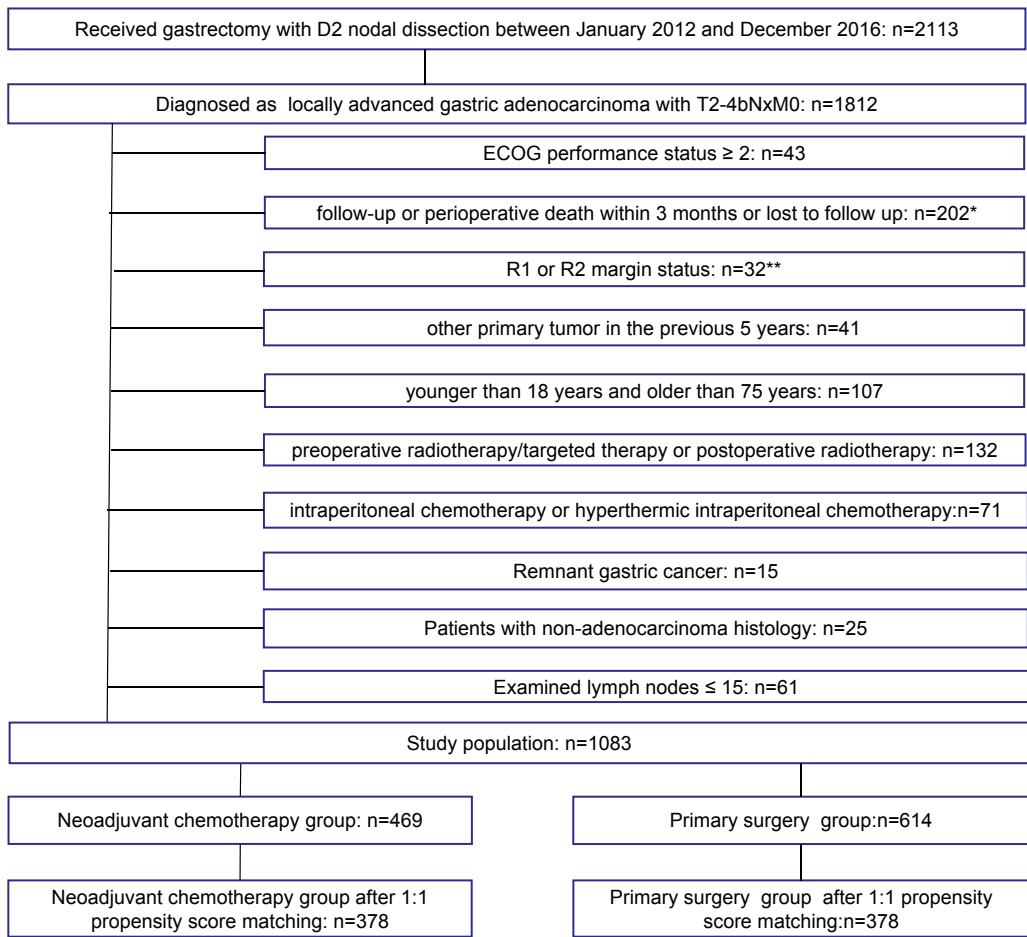 Received gastrectomy with D2 nodal dissection between January 2012 and December 2016: n=2113
Diagnosed as locally advanced gastric adenocarcinoma with T2-4bNxM0: n=1812
ECOG performance status ≥ 2: n=43
follow-up or perioperative death within 3 months or lost to follow up: n=202*
R1 or R2 margin status: n=32**
other primary tumor in the previous 5 years: n=41
younger than 18 years and older than 75 years: n=107
preoperative radiotherapy/targeted therapy or postoperative radiotherapy: n=132
intraperitoneal chemotherapy or hyperthermic intraperitoneal chemotherapy:n=71
Remnant gastric cancer: n=15
Patients with non-adenocarcinoma histology: n=25
Examined lymph nodes ≤ 15: n=61
Study population: n=1083
Neoadjuvant chemotherapy group: n=469
Primary surgery group:n=614
Neoadjuvant chemotherapy group after 1:1
propensity score matching: n=378
Primary surgery group after 1:1 propensity
score matching:n=378